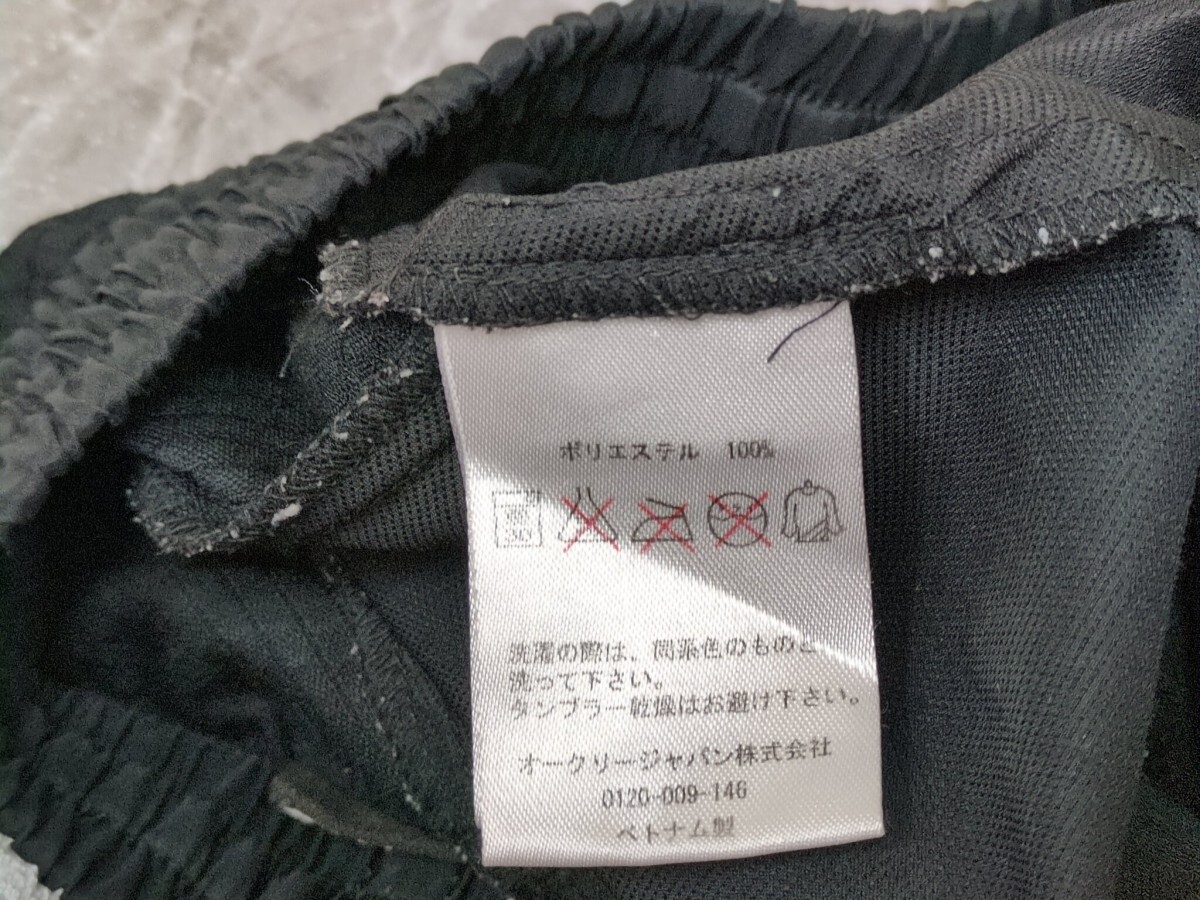 ポリエステル 100%
洗濯の際は、同系色のものと
洗って下さい。
タンブラー乾燥はお避け下さい。
オークリージャパン株式会社
0120-009-146
ベトナム製